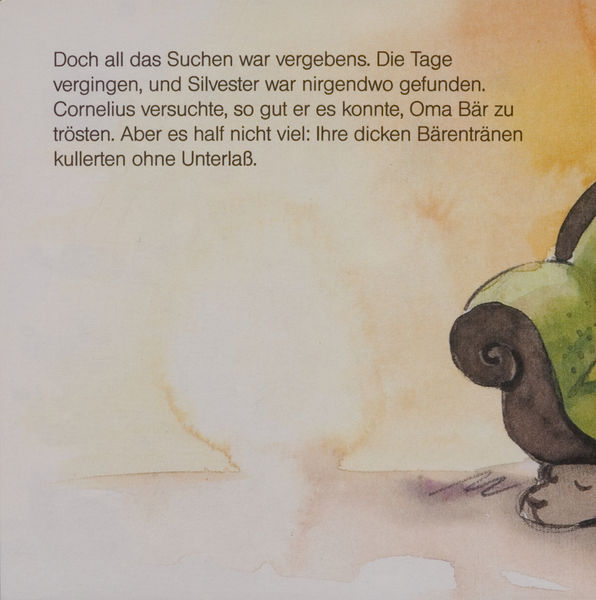 Doch all das Suchen war vergebens. Die Tage
vergingen, und Silvester war nirgendwo gefunden.
Cornelius versuchte, so gut er es konnte, Oma Bär zu
trösten. Aber es half nicht viel: Ihre dicken Bärentränen
kullerten ohne Unterlaß.